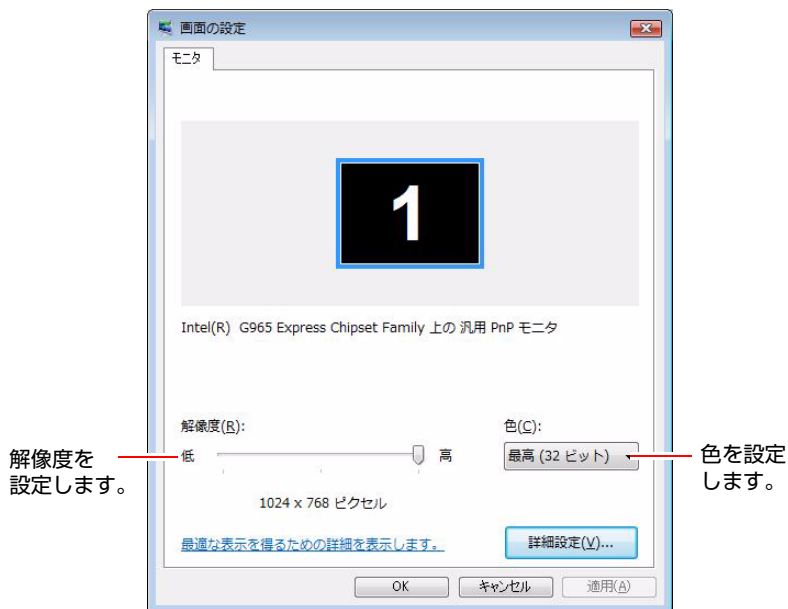 画面の設定
モニタ
1
Intel(R) G965 Express Chipset Family 上の 汎用 PnP モニタ
解像度(R):
色(C):
低
高
最高 (32 ビット)
解像度を
設定します。
色を設定
します。
1024 x 768 ピクセル
最適な表示を得るための詳細を表示します。
詳細設定(V)...
OK
キャンセル
適用(A)